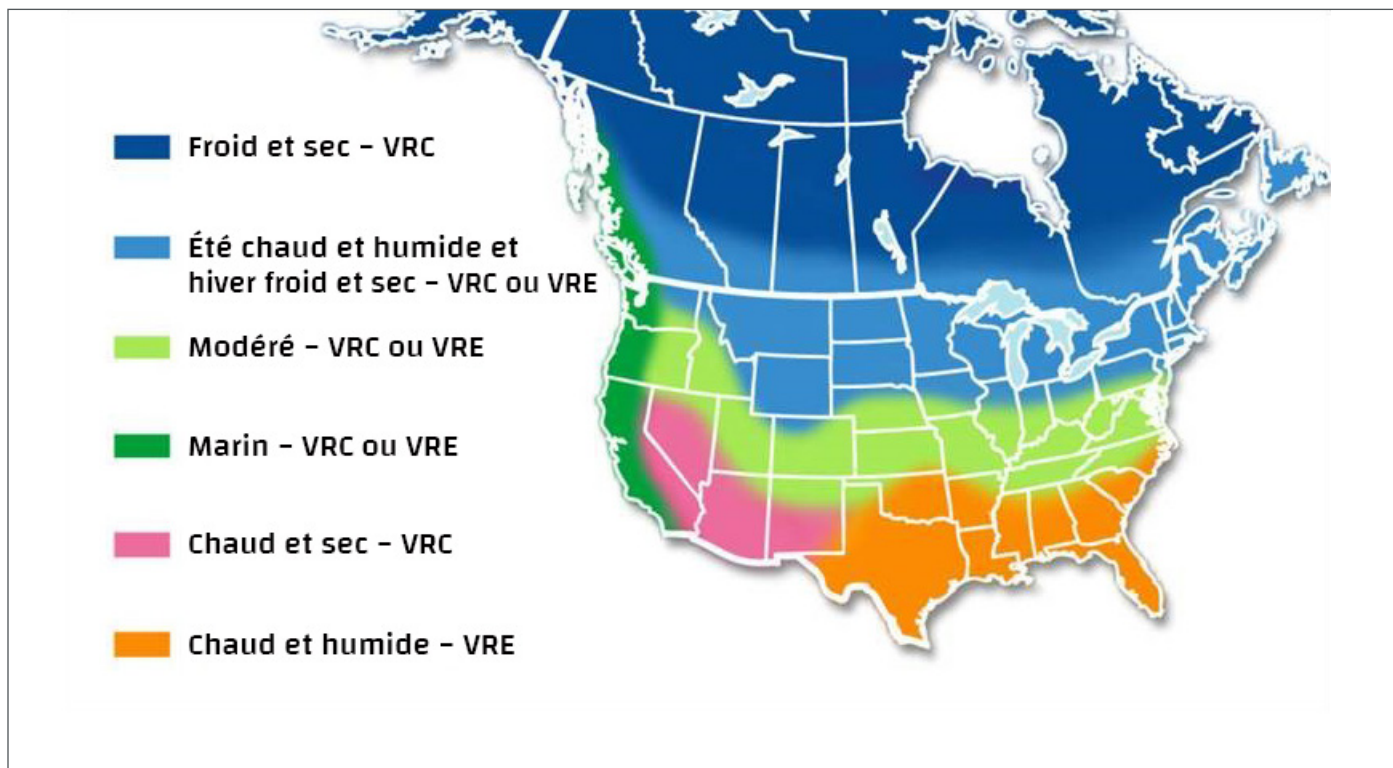 Froid et sec – VRC
Été chaud et humide et
hiver froid et sec – VRC ou VRE
Modéré – VRC ou VRE
Marin – VRC ou VRE
Chaud et sec – VRC
Chaud et humide – VRE